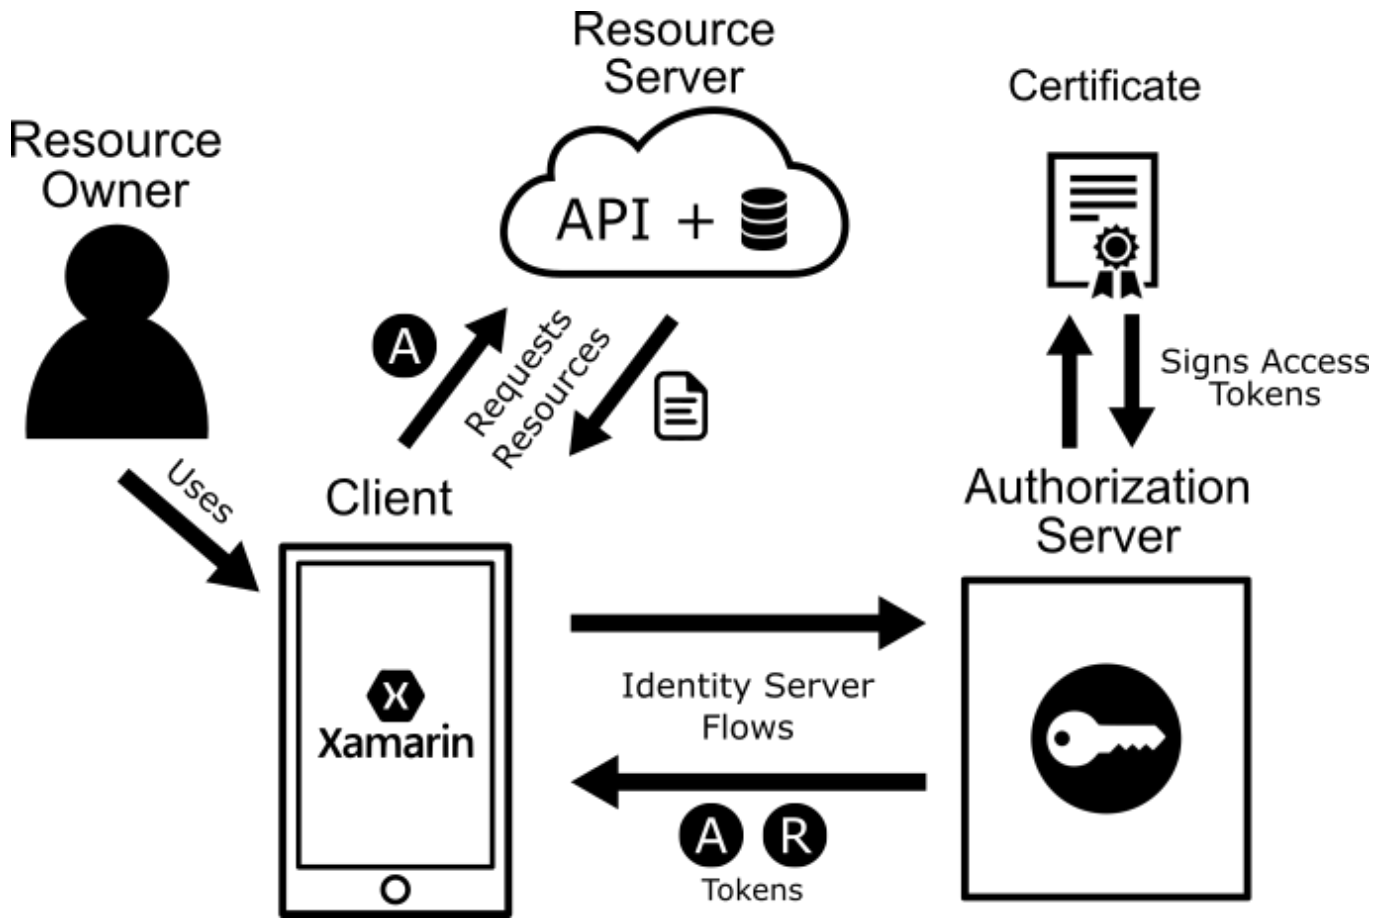 Resource
Server
Certificate
Resource
Owner
API +
A
Requests
Resources
Signs Access
Tokens
Uses
Client
Authorization
Server
X
Xamarin
Identity Server
Flows
A R
Tokens